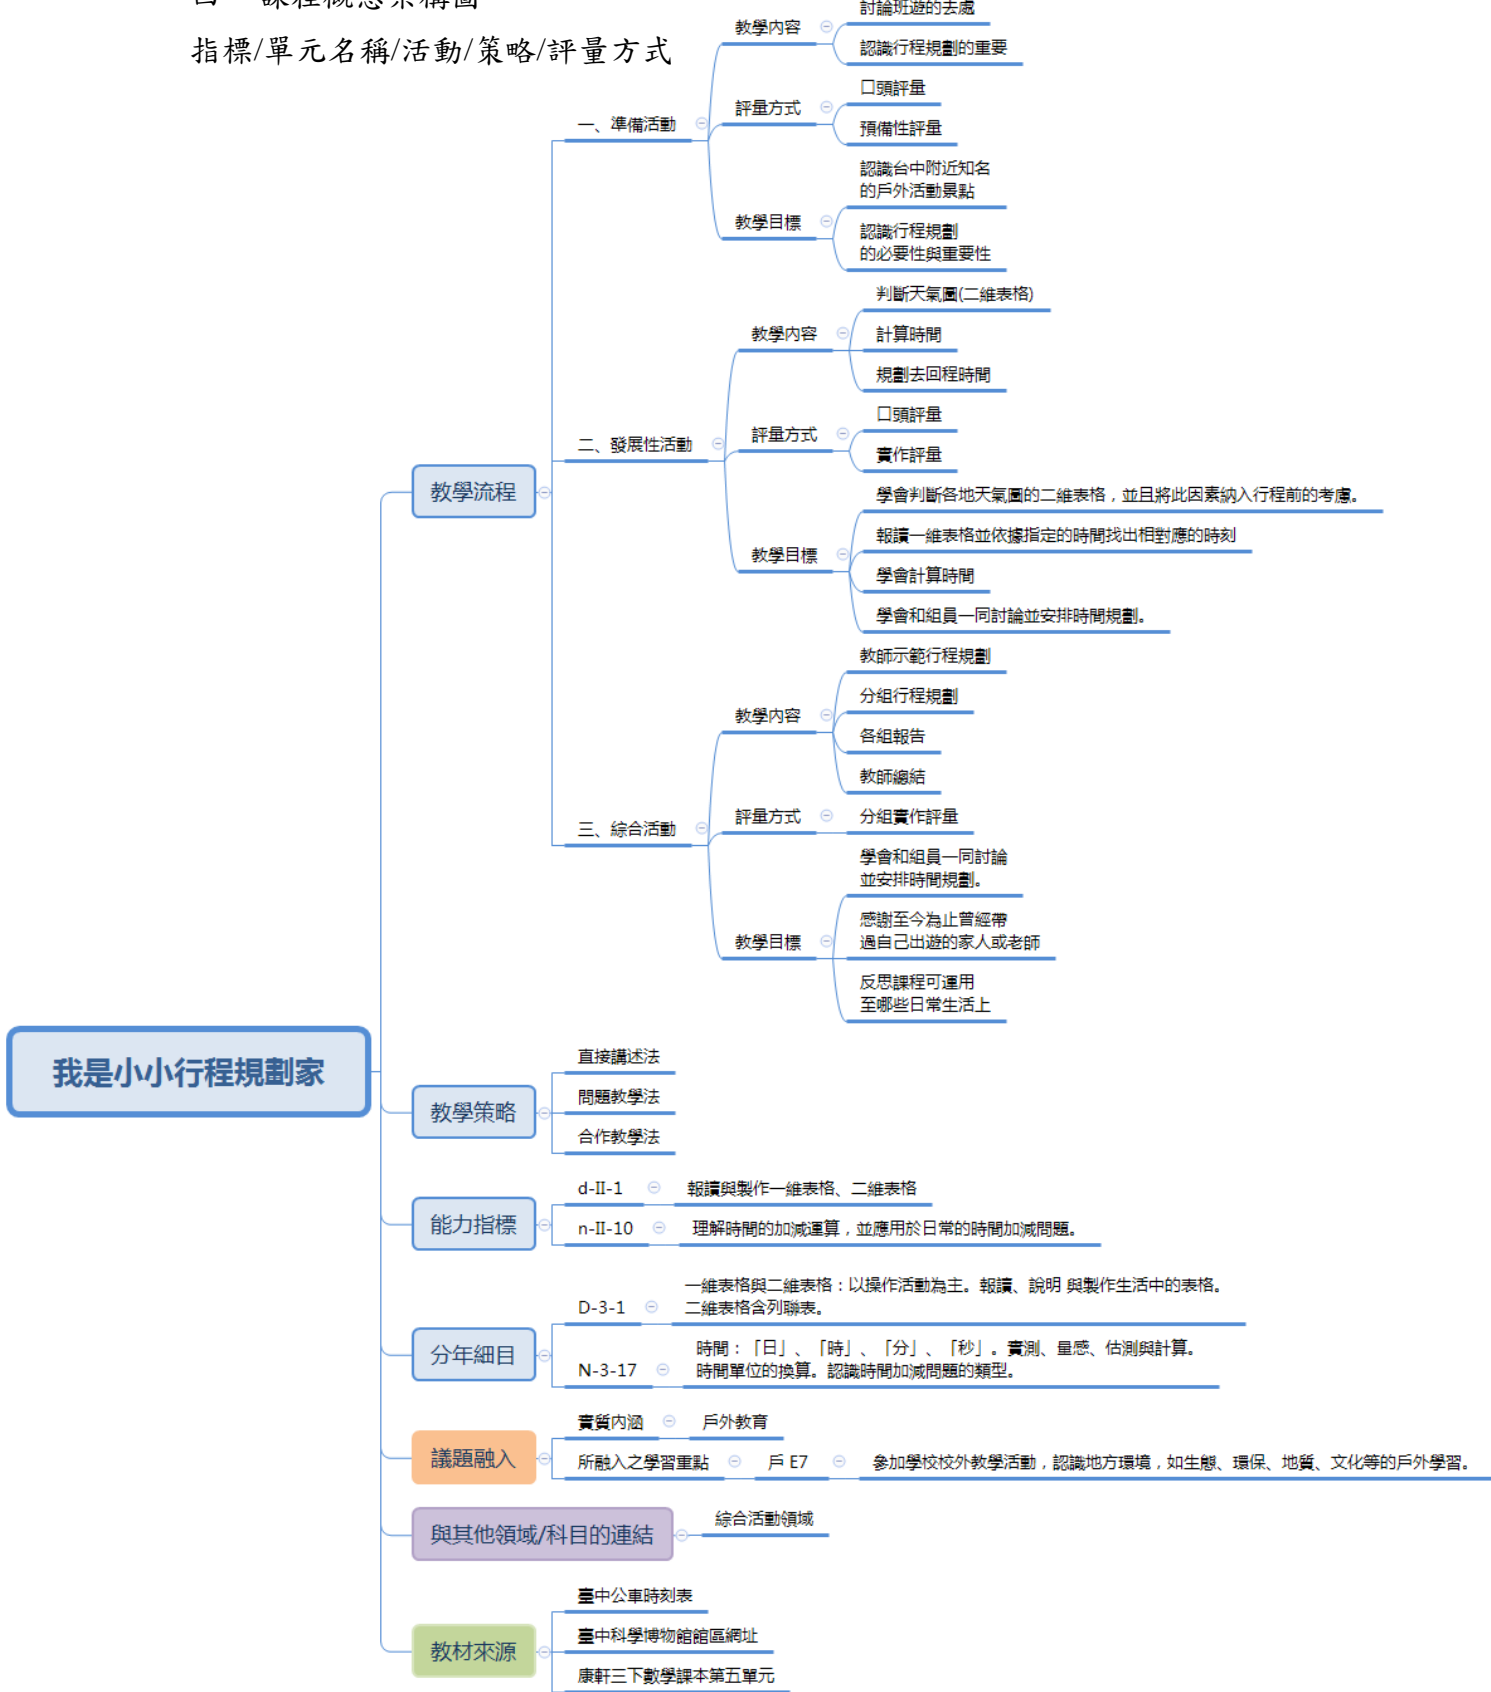 四、課程概念架構圖
指標/單元名稱/活動/策略/評量方式
我是小小行程規劃家
教學流程
一、準備活動
教學內容
討論班遊的去處
認識行程規劃的重要
評量方式
口頭評量
預備性評量
教學目標
認識台中附近知名
的戶外活動景點
認識行程規劃
的必要性與重要性
二、發展性活動
教學內容
判斷天氣圖(二維表格)
計算時間
規劃去回程時間
評量方式
口頭評量
實作評量
教學目標
學會判斷各地天氣圖的二維表格，並且將此因素納入行程前的考慮。
報讀一維表格並依據指定的時間找出相對應的時刻
學會計算時間
學會和組員一同討論並安排時間規劃。
三、綜合活動
教學內容
教師示範行程規劃
分組行程規劃
各組報告
教師總結
評量方式
分組實作評量
教學目標
學會和組員一同討論
並安排時間規劃。
感謝至今為止曾經帶
過自己出遊的家人或老師
反思課程可運用
至哪些日常生活上
教學策略
直接講述法
問題教學法
合作教學法
能力指標
d-II-1
報讀與製作一維表格、二維表格
n-II-10
理解時間的加減運算，並應用於日常的時間加減問題。
分年細目
D-3-1
一維表格與二維表格：以操作活動為主。報讀、說明 與製作生活中的表格。
二維表格含列聯表。
N-3-17
時間：「日」、「時」、「分」、「秒」。實測、量感、估測與計算。
時間單位的換算。認識時間加減問題的類型。
議題融入
實質內涵
戶外教育
所融入之學習重點
戶 E7
參加學校校外教學活動，認識地方環境，如生態、環保、地質、文化等的戶外學習。
與其他領域/科目的連結
綜合活動領域
教材來源
臺中公車時刻表
臺中科學博物館館區網址
康軒三下數學課本第五單元